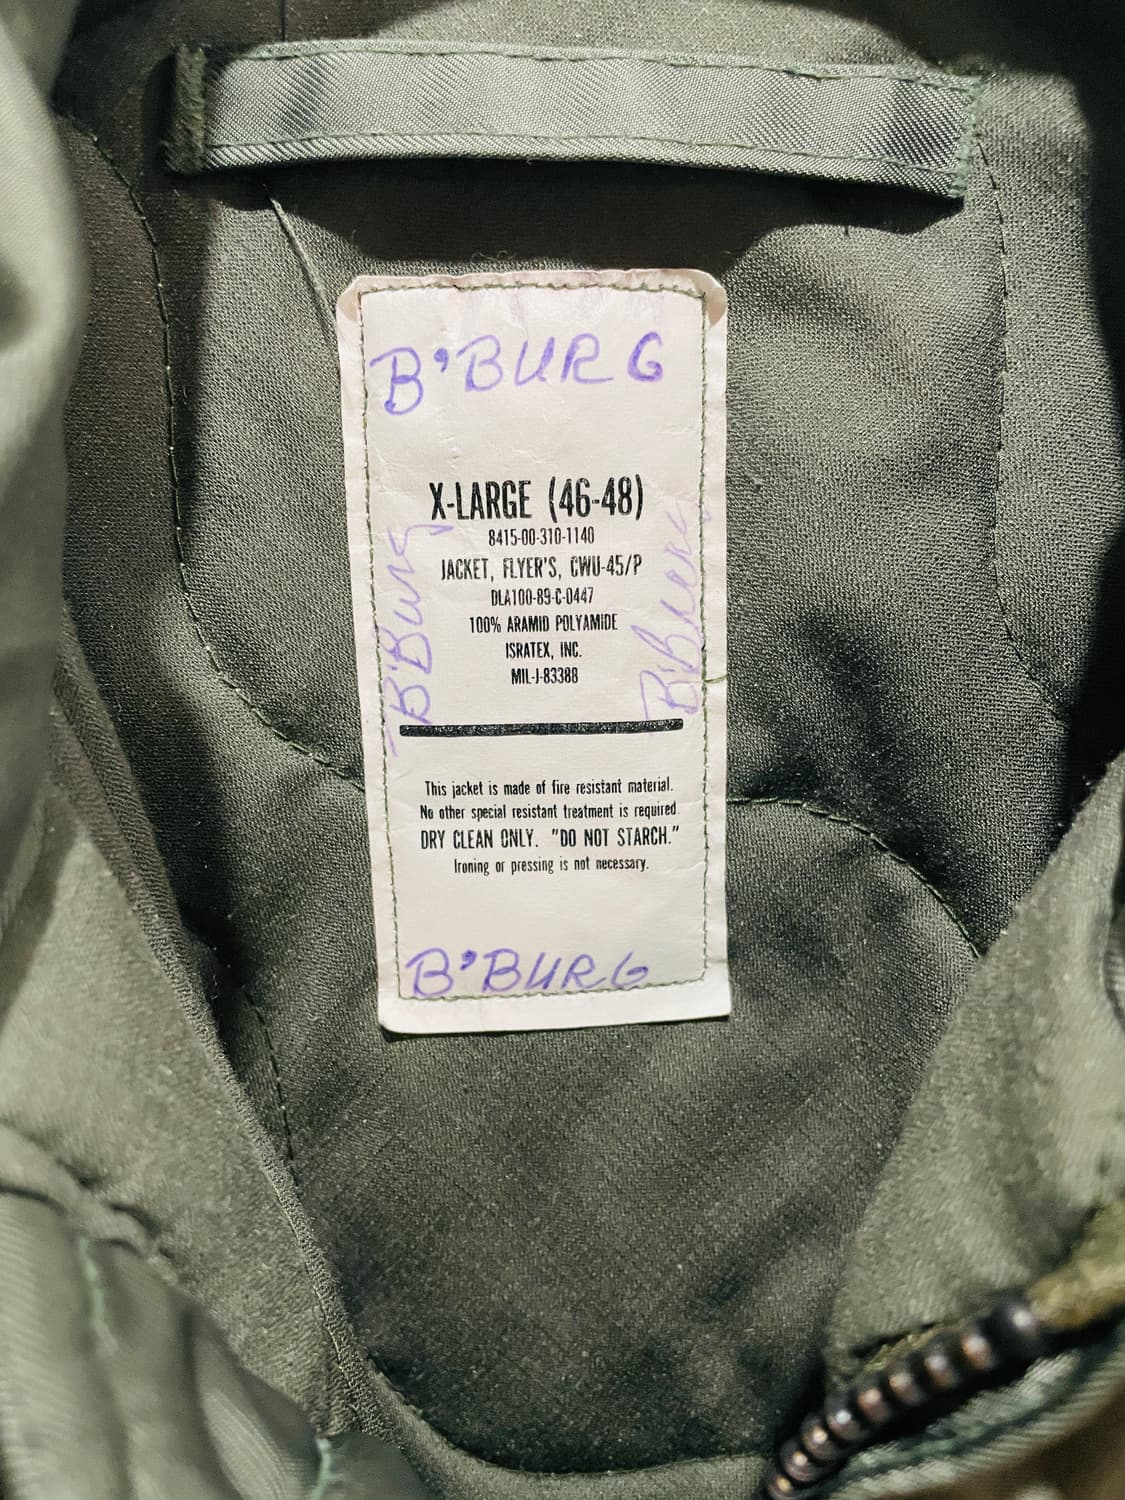 B'BURG
X-LARGE (46-48)
8415-00-310-1140
JACKET, FLYER'S, CWU-45/P
DLA100-89-C-0447
100% ARAMID POLYAMIDE
ISRATEX, INC.
MIL-J-83388
B'Burg
B'Burg
This jacket is made of fire resistant material.
No other special resistant treatment is required.
DRY CLEAN ONLY. "DO NOT STARCH."
Ironing or pressing is not necessary.
B'BURG